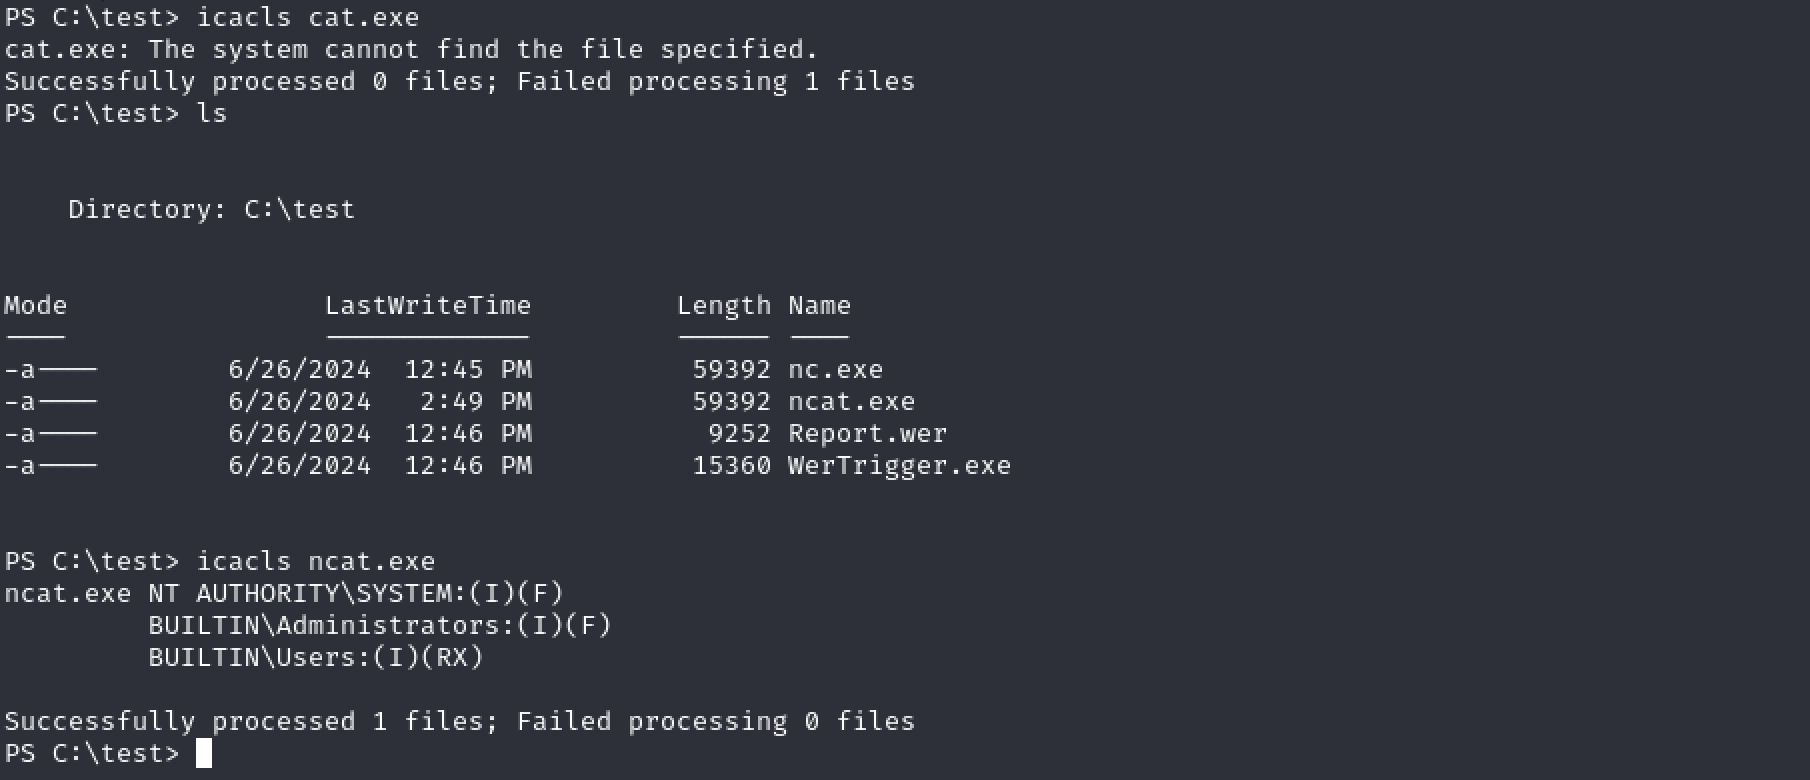 PS C:\test> icacls cat.exe
cat.exe: The system cannot find the file specified.
Successfully processed 0 files; Failed processing 1 files
PS C:\test> ls
    Directory: C:\test
Mode                LastWriteTime         Length Name
----                -------------         ------ ----
-a----        6/26/2024  12:45 PM          59392 nc.exe
-a----        6/26/2024   2:49 PM          59392 ncat.exe
-a----        6/26/2024  12:46 PM           9252 Report.wer
-a----        6/26/2024  12:46 PM          15360 WerTrigger.exe
PS C:\test> icacls ncat.exe
ncat.exe NT AUTHORITY\SYSTEM:(I)(F)
         BUILTIN\Administrators:(I)(F)
         BUILTIN\Users:(I)(RX)
Successfully processed 1 files; Failed processing 0 files
PS C:\test>